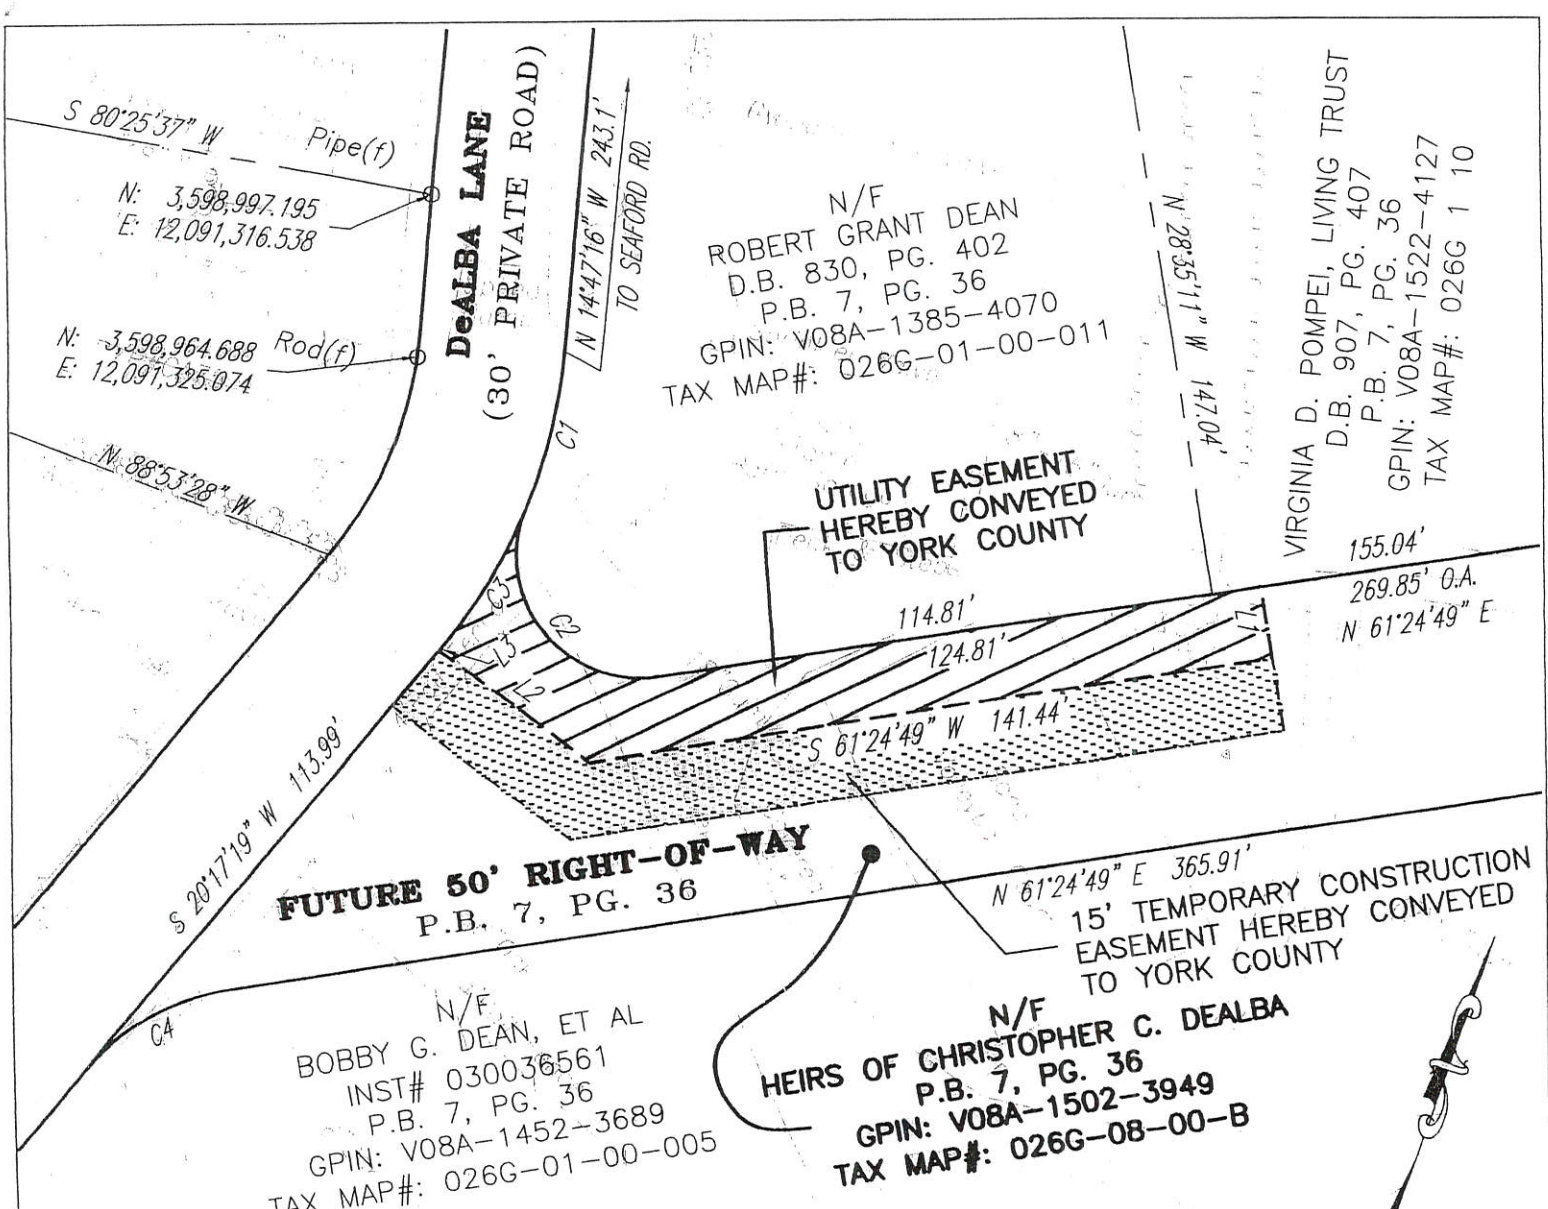 S 80°25'37" W
Pipe(f)
N: 3,598,997.195
E: 12,091,316.538
N: 3,598,964.688
E: 12,091,325.074
Rod(f)
N 88°53'28" W
DeALBA LANE
(30' PRIVATE ROAD)
N 14°47'16" W 243.1'
TO SEAFORD RD.
C1
N/F
ROBERT GRANT DEAN
D.B. 830, PG. 402
P.B. 7, PG. 36
GPIN: V08A-1385-4070
TAX MAP#: 026G-01-00-011
N 28°35'11" W 147.04'
VIRGINIA D. POMPEI, LIVING TRUST
D.B. 907, PG. 407
P.B. 7, PG. 36
GPIN: V08A-1522-4127
TAX MAP#: 026G 1 10
UTILITY EASEMENT
HEREBY CONVEYED
TO YORK COUNTY
155.04'
269.85' O.A.
N 61°24'49" E
114.81'
124.81'
L1
C3
C2
L3
L2
S 61°24'49" W 141.44'
S 20°17'19" W 113.99'
FUTURE 50' RIGHT-OF-WAY
P.B. 7, PG. 36
N 61°24'49" E 365.91'
15' TEMPORARY CONSTRUCTION
EASEMENT HEREBY CONVEYED
TO YORK COUNTY
C4
N/F
BOBBY G. DEAN, ET AL
INST# 030036561
P.B. 7, PG. 36
GPIN: V08A-1452-3689
TAX MAP#: 026G-01-00-005
N/F
HEIRS OF CHRISTOPHER C. DEALBA
P.B. 7, PG. 36
GPIN: V08A-1502-3949
TAX MAP#: 026G-08-00-B